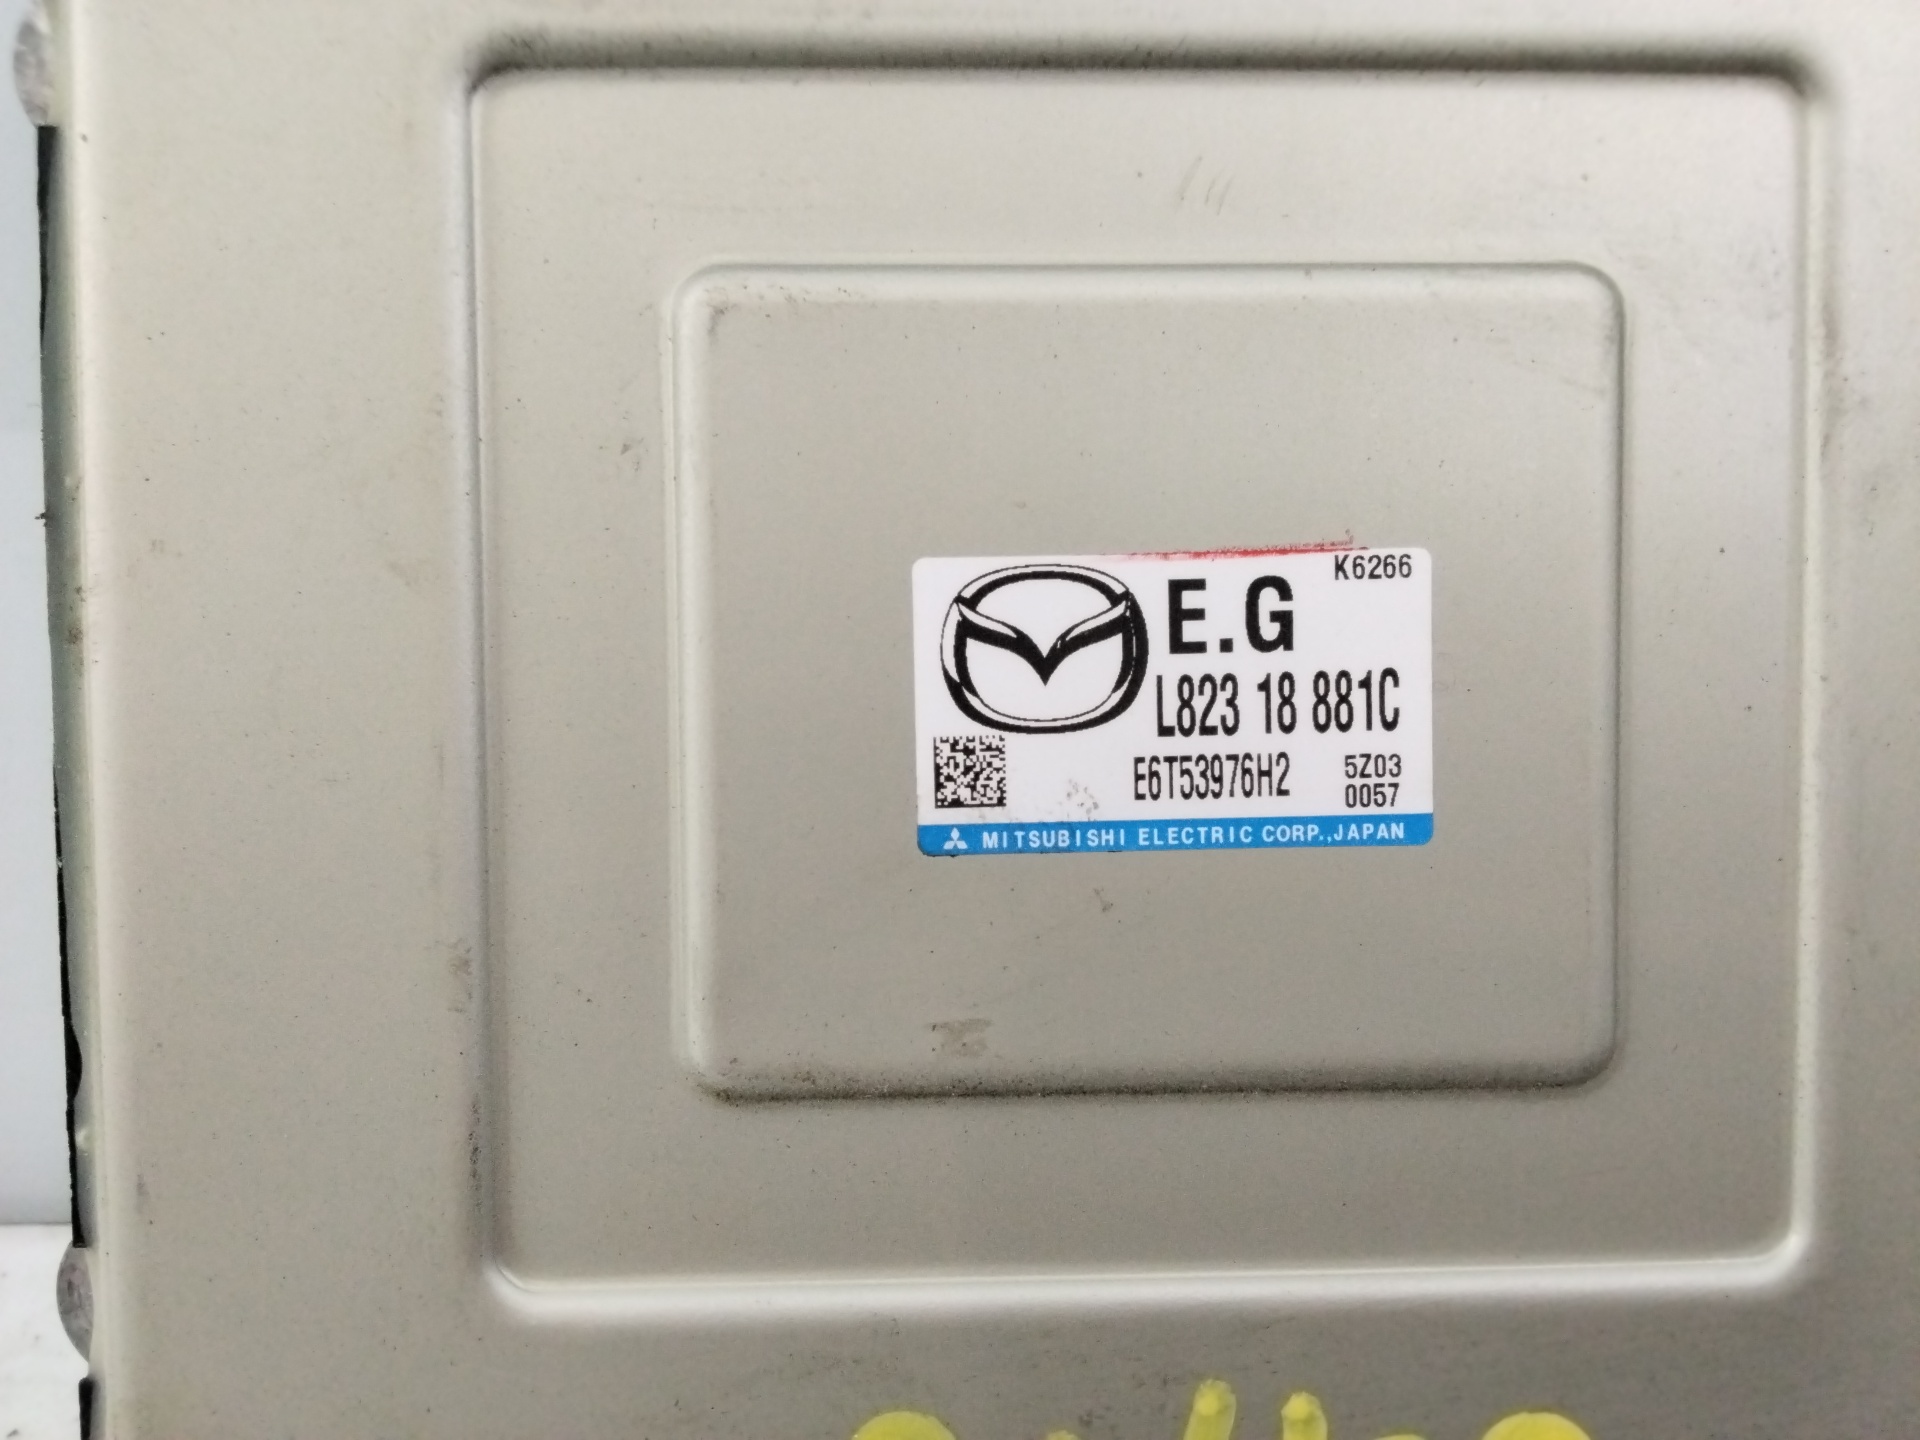 K6266
E.G
L823 18 881C
E6T53976H2 5Z03
0057
MITSUBISHI ELECTRIC CORP.,JAPAN